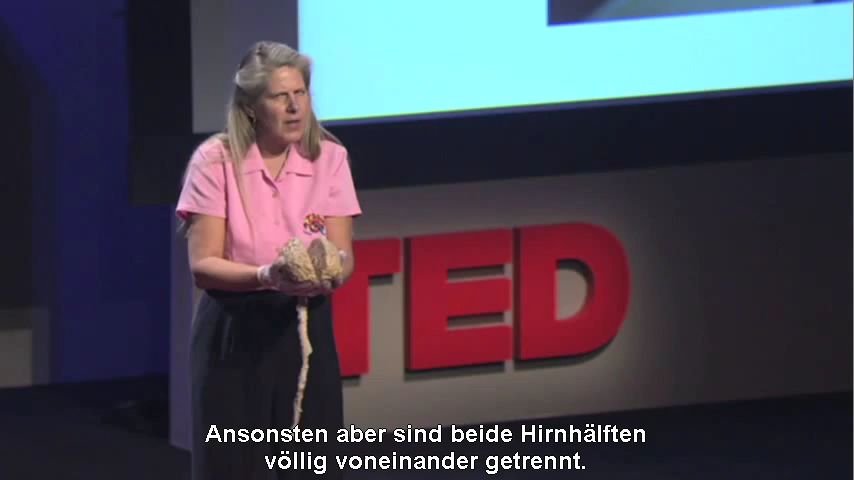 TED
Ansonsten aber sind beide Hirnhälften
völlig voneinander getrennt.